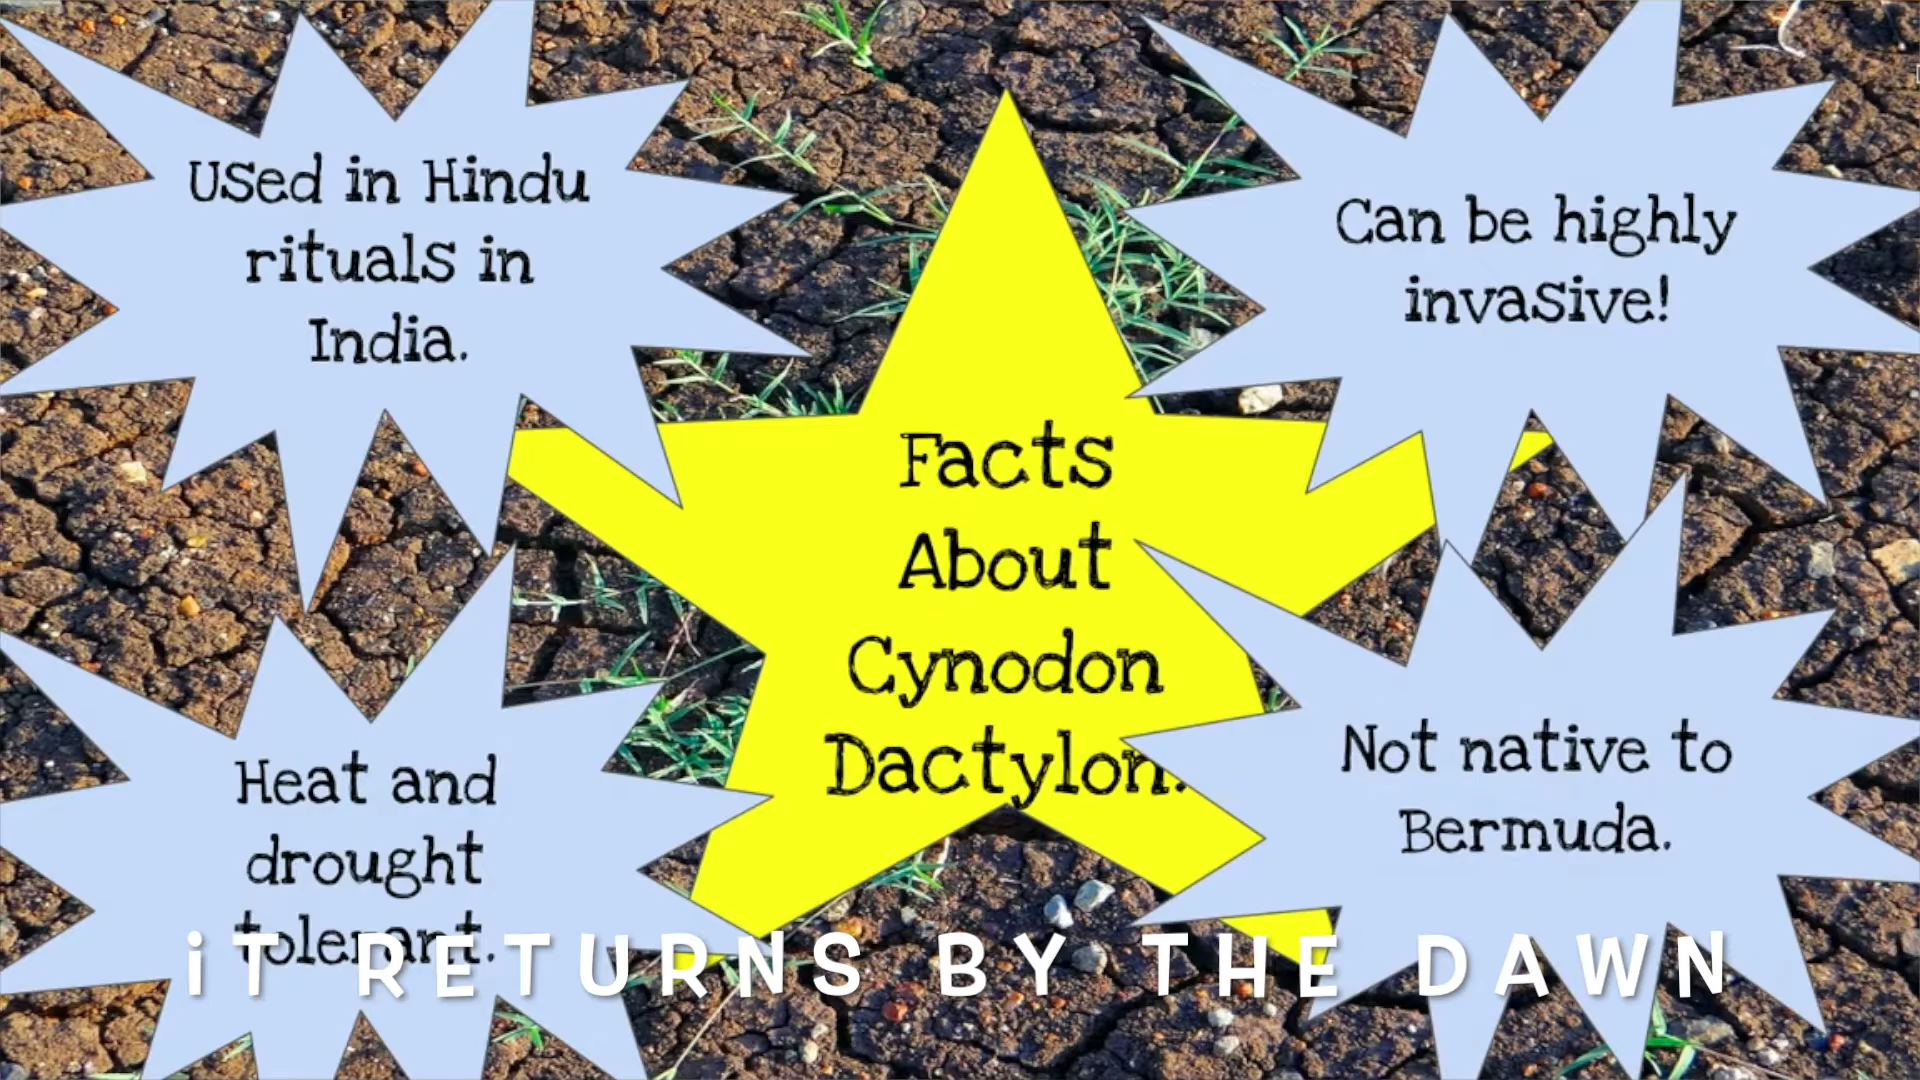 Used in Hindu
rituals in
India.
Can be highly
invasive!
Facts
About
Cynodon
Dactylon.
Heat and
drought
tolerant.
Not native to
Bermuda.
iT RETURNS BY THE DAWN